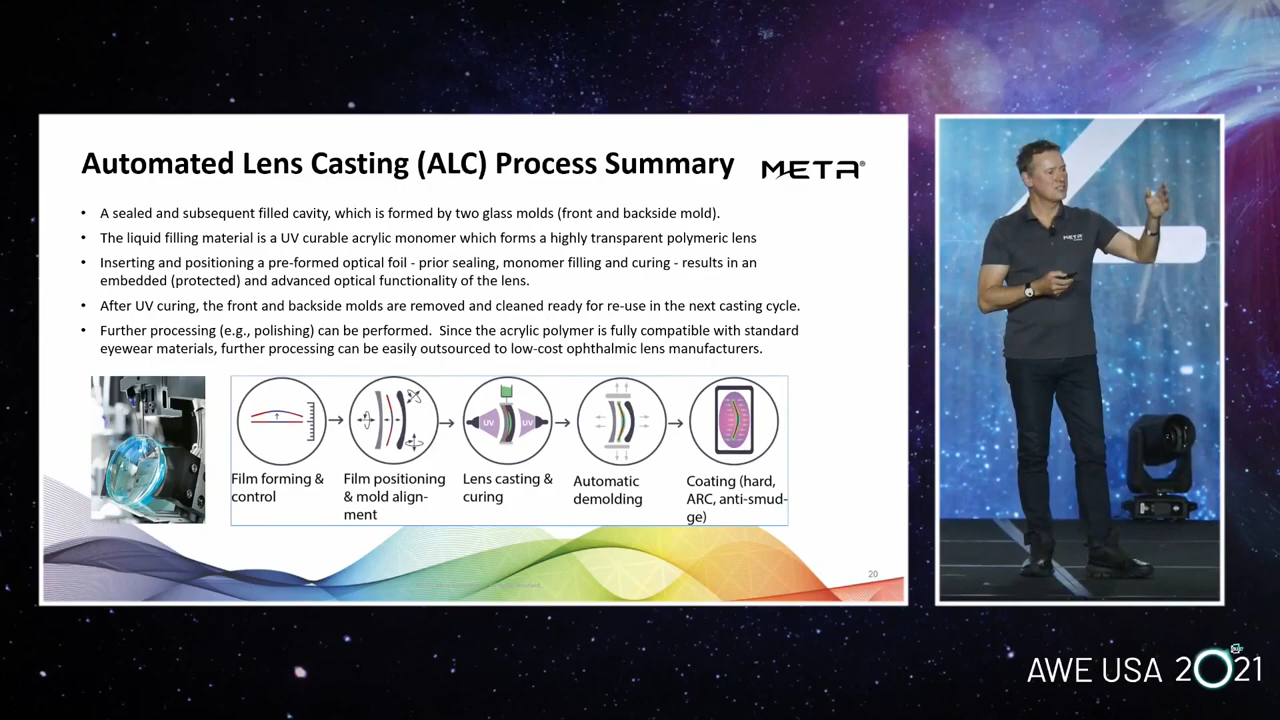 Automated Lens Casting (ALC) Process Summary
META®
• A sealed and subsequent filled cavity, which is formed by two glass molds (front and backside mold).
• The liquid filling material is a UV curable acrylic monomer which forms a highly transparent polymeric lens
• Inserting and positioning a pre-formed optical foil - prior sealing, monomer filling and curing - results in an
embedded (protected) and advanced optical functionality of the lens.
• After UV curing, the front and backside molds are removed and cleaned ready for re-use in the next casting cycle.
• Further processing (e.g., polishing) can be performed. Since the acrylic polymer is fully compatible with standard
eyewear materials, further processing can be easily outsourced to low-cost ophthalmic lens manufacturers.
UV UV
Film forming &
control
Film positioning
& mold align-
ment
Lens casting &
curing
Automatic
demolding
Coating (hard,
ARC, anti-smud-
ge)
20
META
AWE USA 2021